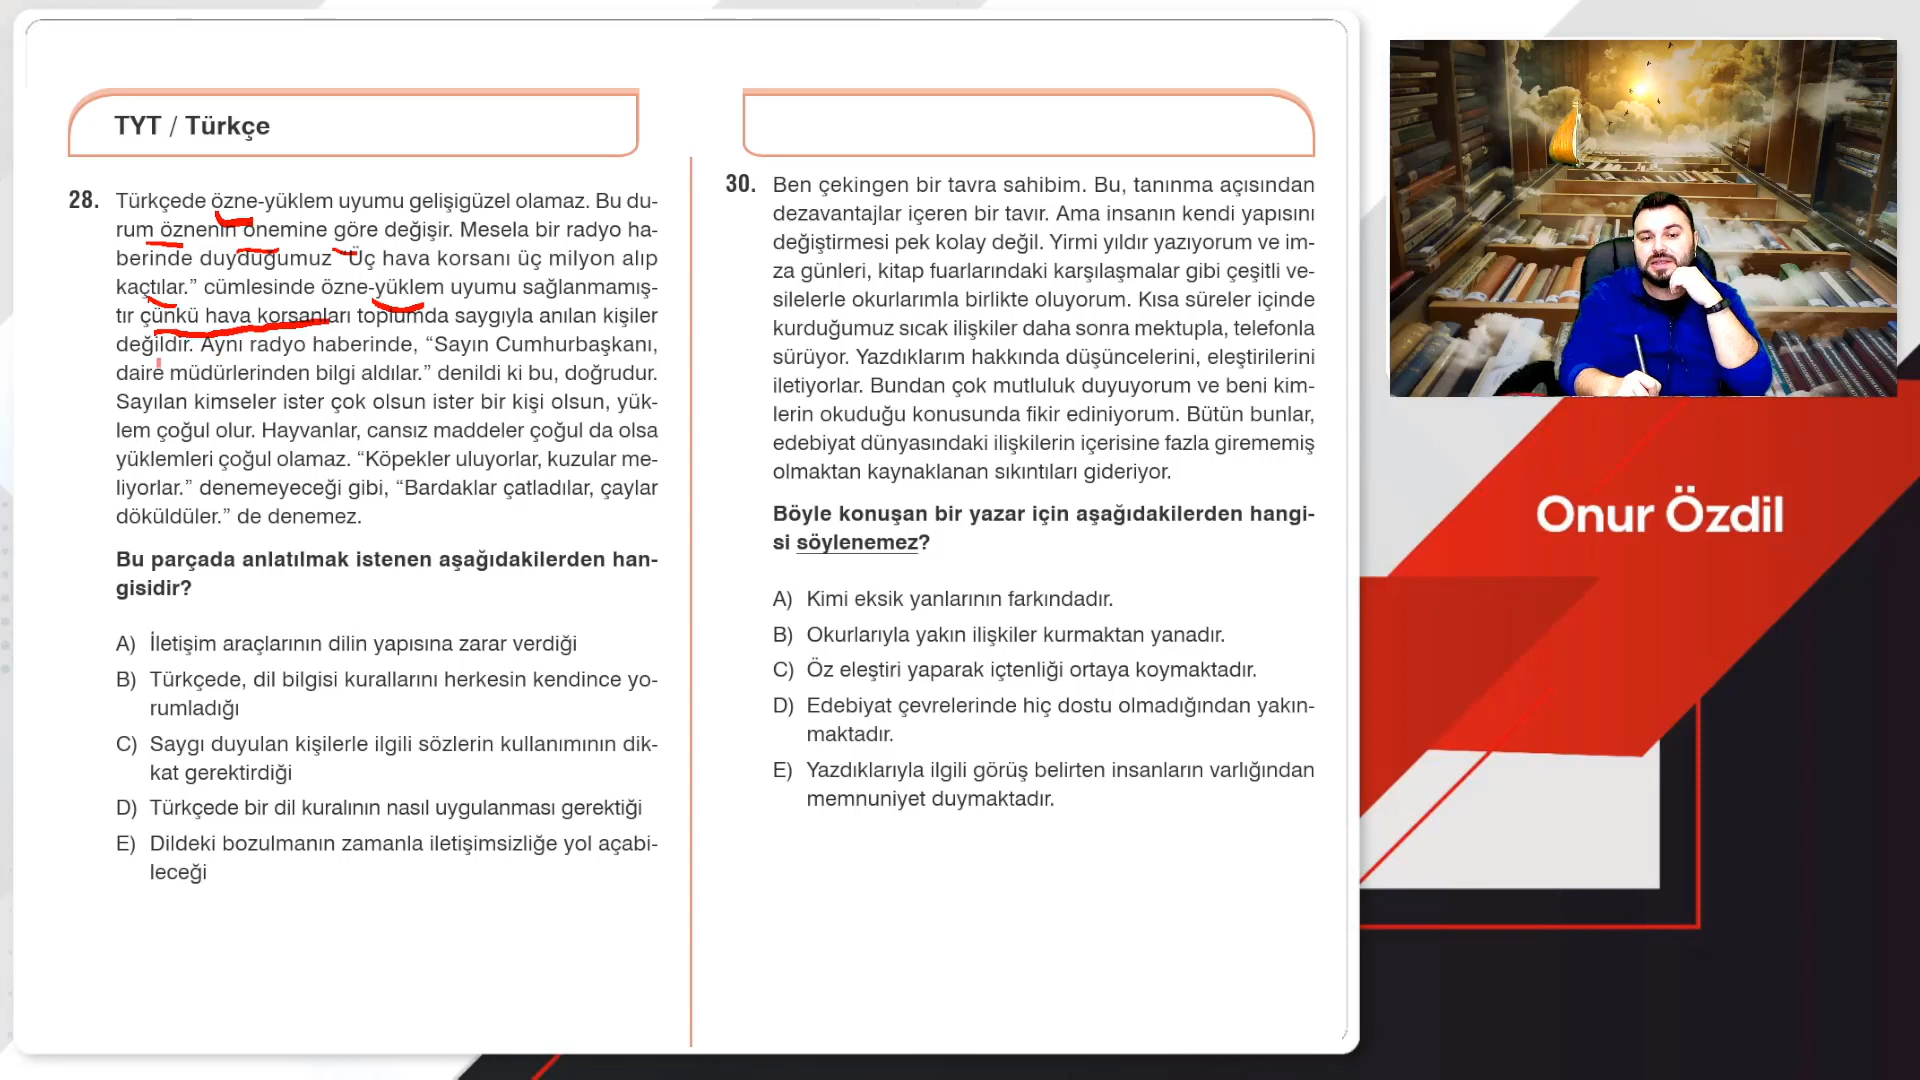 TYT / Türkçe
28. Türkçede özne-yüklem uyumu gelişigüzel olamaz. Bu du-
rum öznenin önemine göre değişir. Mesela bir radyo ha-
berinde duyduğumuz “Üç hava korsanı üç milyon alıp
kaçtılar.” cümlesinde özne-yüklem uyumu sağlanmamış-
tır çünkü hava korsanları toplumda saygıyla anılan kişiler
değildir. Aynı radyo haberinde, “Sayın Cumhurbaşkanı,
daire müdürlerinden bilgi aldılar.” denildi ki bu, doğrudur.
Sayılan kimseler ister çok olsun ister bir kişi olsun, yük-
lem çoğul olur. Hayvanlar, cansız maddeler çoğul da olsa
yüklemleri çoğul olamaz. “Köpekler uluyorlar, kuzular me-
liyorlar.” denemeyeceği gibi, “Bardaklar çatladılar, çaylar
döküldüler.” de denemez.
Bu parçada anlatılmak istenen aşağıdakilerden han-
gisidir?
A) İletişim araçlarının dilin yapısına zarar verdiği
B) Türkçede, dil bilgisi kurallarını herkesin kendince yo-
rumladığı
C) Saygı duyulan kişilerle ilgili sözlerin kullanımının dik-
kat gerektirdiği
D) Türkçede bir dil kuralının nasıl uygulanması gerektiği
E) Dildeki bozulmanın zamanla iletişimsizliğe yol açabi-
leceği
30. Ben çekingen bir tavra sahibim. Bu, tanınma açısından
dezavantajlar içeren bir tavır. Ama insanın kendi yapısını
değiştirmesi pek kolay değil. Yirmi yıldır yazıyorum ve im-
za günleri, kitap fuarlarındaki karşılaşmalar gibi çeşitli ve-
silelerle okurlarımla birlikte oluyorum. Kısa süreler içinde
kurduğumuz sıcak ilişkiler daha sonra mektupla, telefonla
sürüyor. Yazdıklarım hakkında düşüncelerini, eleştirilerini
iletiyorlar. Bundan çok mutluluk duyuyorum ve beni kim-
lerin okuduğu konusunda fikir ediniyorum. Bütün bunlar,
edebiyat dünyasındaki ilişkilerin içerisine fazla girememiş
olmaktan kaynaklanan sıkıntıları gideriyor.
Böyle konuşan bir yazar için aşağıdakilerden hangi-
si söylenemez?
A) Kimi eksik yanlarının farkındadır.
B) Okurlarıyla yakın ilişkiler kurmaktan yanadır.
C) Öz eleştiri yaparak içtenliği ortaya koymaktadır.
D) Edebiyat çevrelerinde hiç dostu olmadığından yakın-
maktadır.
E) Yazdıklarıyla ilgili görüş belirten insanların varlığından
memnuniyet duymaktadır.
Onur Özdil